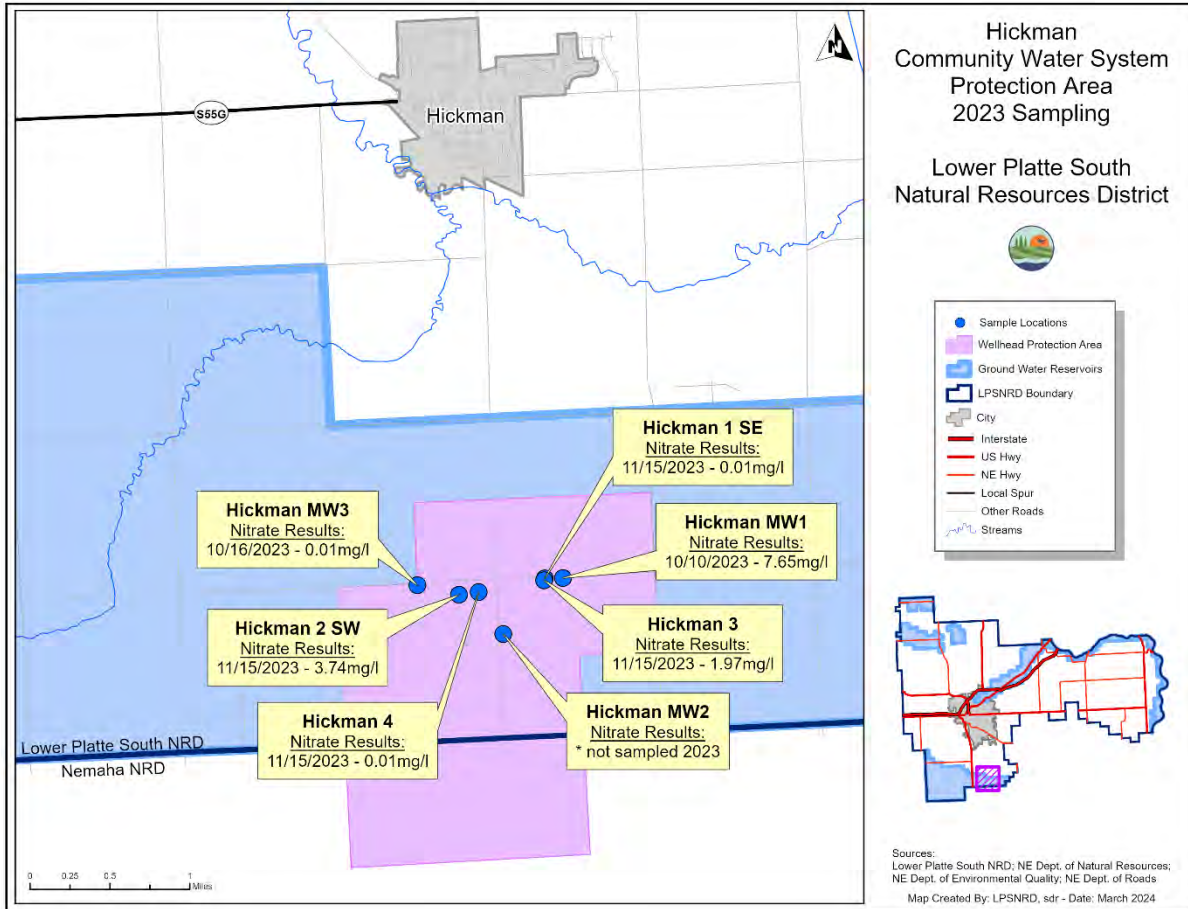 Hickman
Community Water System
Protection Area
2023 Sampling
Lower Platte South
Natural Resources District
N
S55G
Hickman
Hickman 1 SE
Nitrate Results:
11/15/2023 - 0.01mg/l
Hickman MW3
Nitrate Results:
10/16/2023 - 0.01mg/l
Hickman MW1
Nitrate Results:
10/10/2023 - 7.65mg/l
Hickman 2 SW
Nitrate Results:
11/15/2023 - 3.74mg/l
Hickman 3
Nitrate Results:
11/15/2023 - 1.97mg/l
Hickman 4
Nitrate Results:
11/15/2023 - 0.01mg/l
Hickman MW2
Nitrate Results:
* not sampled 2023
Lower Platte South NRD
Nemaha NRD
0 0.25 0.5 1
Miles
Sample Locations
Wellhead Protection Area
Ground Water Reservoirs
LPSNRD Boundary
City
Interstate
US Hwy
NE Hwy
Local Spur
Other Roads
Streams
Sources:
Lower Platte South NRD; NE Dept. of Natural Resources;
NE Dept. of Environmental Quality; NE Dept. of Roads
Map Created By: LPSNRD, sdr - Date: March 2024